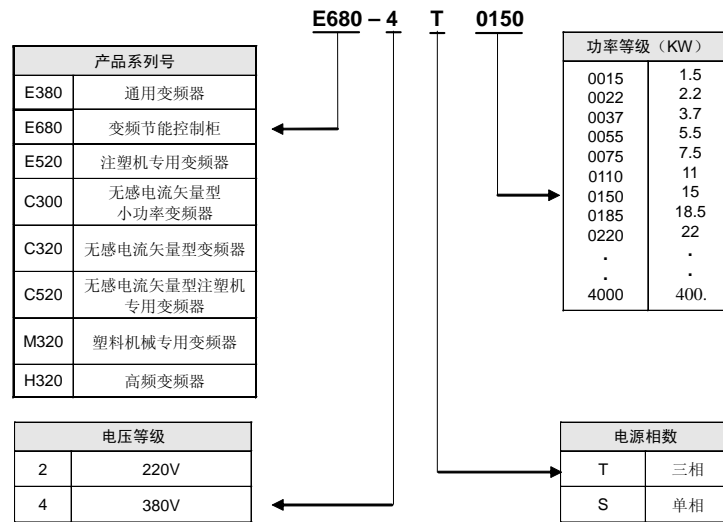 E680 – 4 T 0150
产品系列号
E380 通用变频器
E680 变频节能控制柜
E520 注塑机专用变频器
C300 无感电流矢量型
小功率变频器
C320 无感电流矢量型变频器
C520 无感电流矢量型注塑机
专用变频器
M320 塑料机械专用变频器
H320 高频变频器
功率等级（KW）
0015 1.5
0022 2.2
0037 3.7
0055 5.5
0075 7.5
0110 11
0150 15
0185 18.5
0220 22
. .
. .
4000 400.
电压等级
2 220V
4 380V
电源相数
T 三相
S 单相